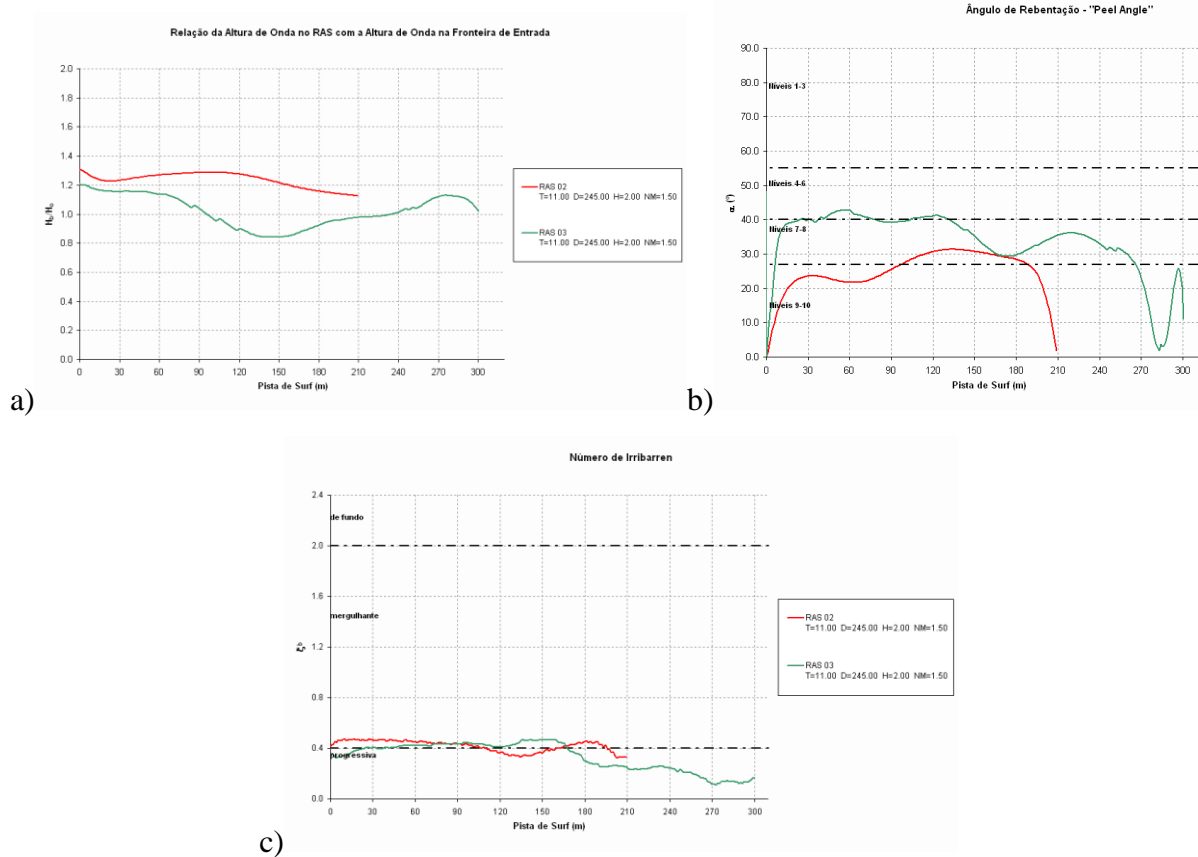 Relação da Altura de Onda no RAS com a Altura de Onda na Fronteira de Entrada
2.0
1.8
1.6
1.4
1.2
1.0
0.8
0.6
0.4
0.2
0.0
0 30 60 90 120 150 180 210 240 270 300
Pista de Surf (m)
RAS 02
T=11.00 D=245.00 H=2.00 NM=1.50
RAS 03
T=11.00 D=245.00 H=2.00 NM=1.50
a)
Ângulo de Rebentação - "Peel Angle"
90.0
80.0
70.0
60.0
50.0
40.0
30.0
20.0
10.0
0.0
α (°)
Níveis 1-3
Níveis 4-6
Níveis 7-8
Níveis 9-10
0 30 60 90 120 150 180 210 240 270 300
Pista de Surf (m)
b)
Número de Irribarren
2.4
2.0
1.6
1.2
0.8
0.4
0.0
de fundo
mergulhante
progressiva
0 30 60 90 120 150 180 210 240 270 300
Pista de Surf (m)
RAS 02
T=11.00 D=245.00 H=2.00 NM=1.50
RAS 03
T=11.00 D=245.00 H=2.00 NM=1.50
c)